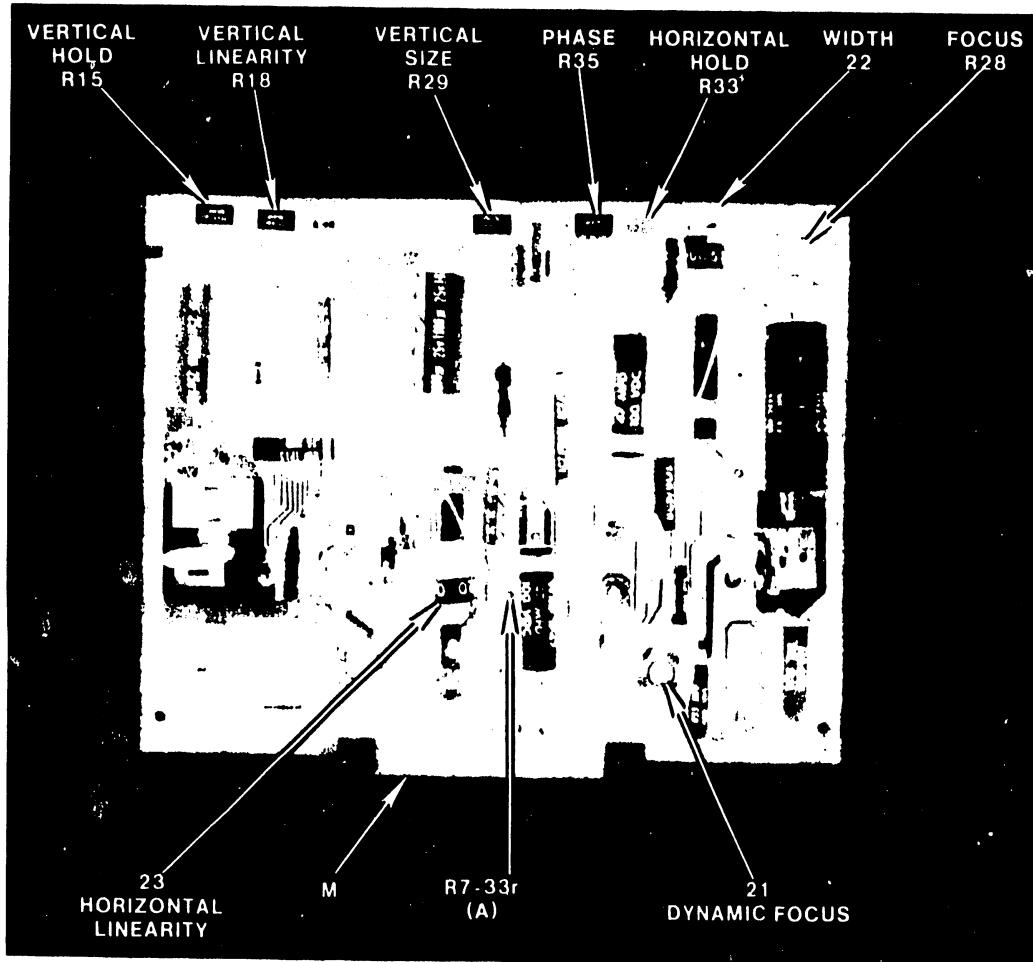 VERTICAL
HOLD
R15
VERTICAL
LINEARITY
R18
VERTICAL
SIZE
R29
PHASE
R35
HORIZONTAL
HOLD
R33
WIDTH
22
FOCUS
R28
23
HORIZONTAL
LINEARITY
M
R7-33r
(A)
21
DYNAMIC FOCUS